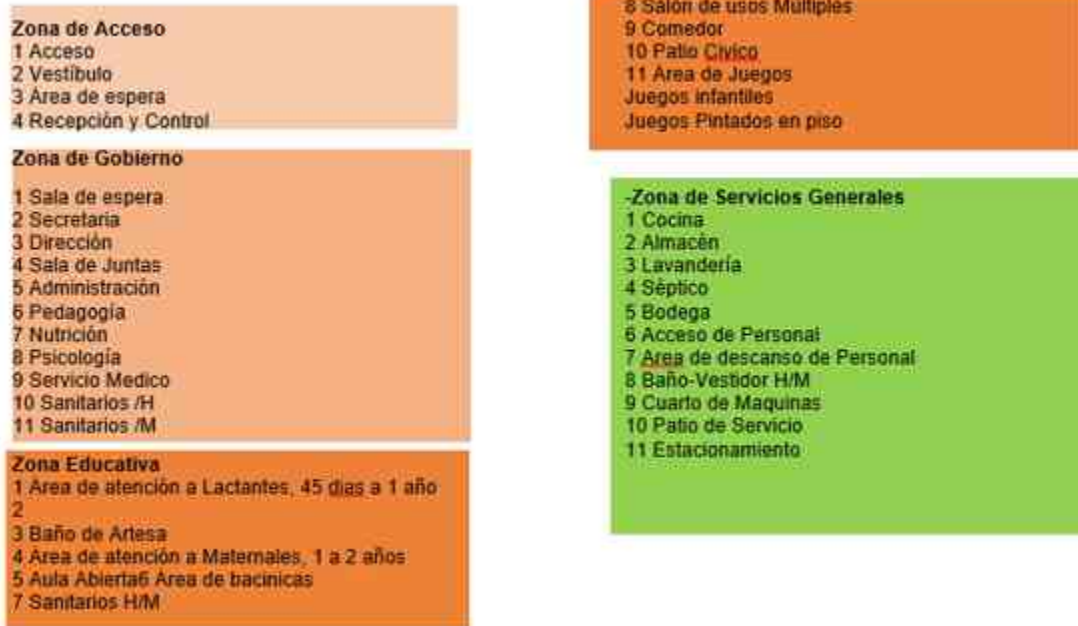 Zona de Acceso
1 Acceso
2 Vestíbulo
3 Área de espera
4 Recepción y Control
Zona de Gobierno
1 Sala de espera
2 Secretaria
3 Dirección
4 Sala de Juntas
5 Administración
6 Pedagogía
7 Nutrición
8 Psicología
9 Servicio Medico
10 Sanitarios /H
11 Sanitarios /M
Zona Educativa
1 Área de atención a Lactantes, 45 dias a 1 año
2
3 Baño de Artesa
4 Área de atención a Maternales, 1 a 2 años
5 Aula Abierta6 Área de bacinicas
7 Sanitarios H/M
8 Salón de usos Múltiples
9 Comedor
10 Patio Civico
11 Área de Juegos
Juegos infantiles
Juegos Pintados en piso
-Zona de Servicios Generales
1 Cocina
2 Almacén
3 Lavandería
4 Séptico
5 Bodega
6 Acceso de Personal
7 Area de descanso de Personal
8 Baño-Vestidor H/M
9 Cuarto de Maquinas
10 Patio de Servicio
11 Estacionamiento